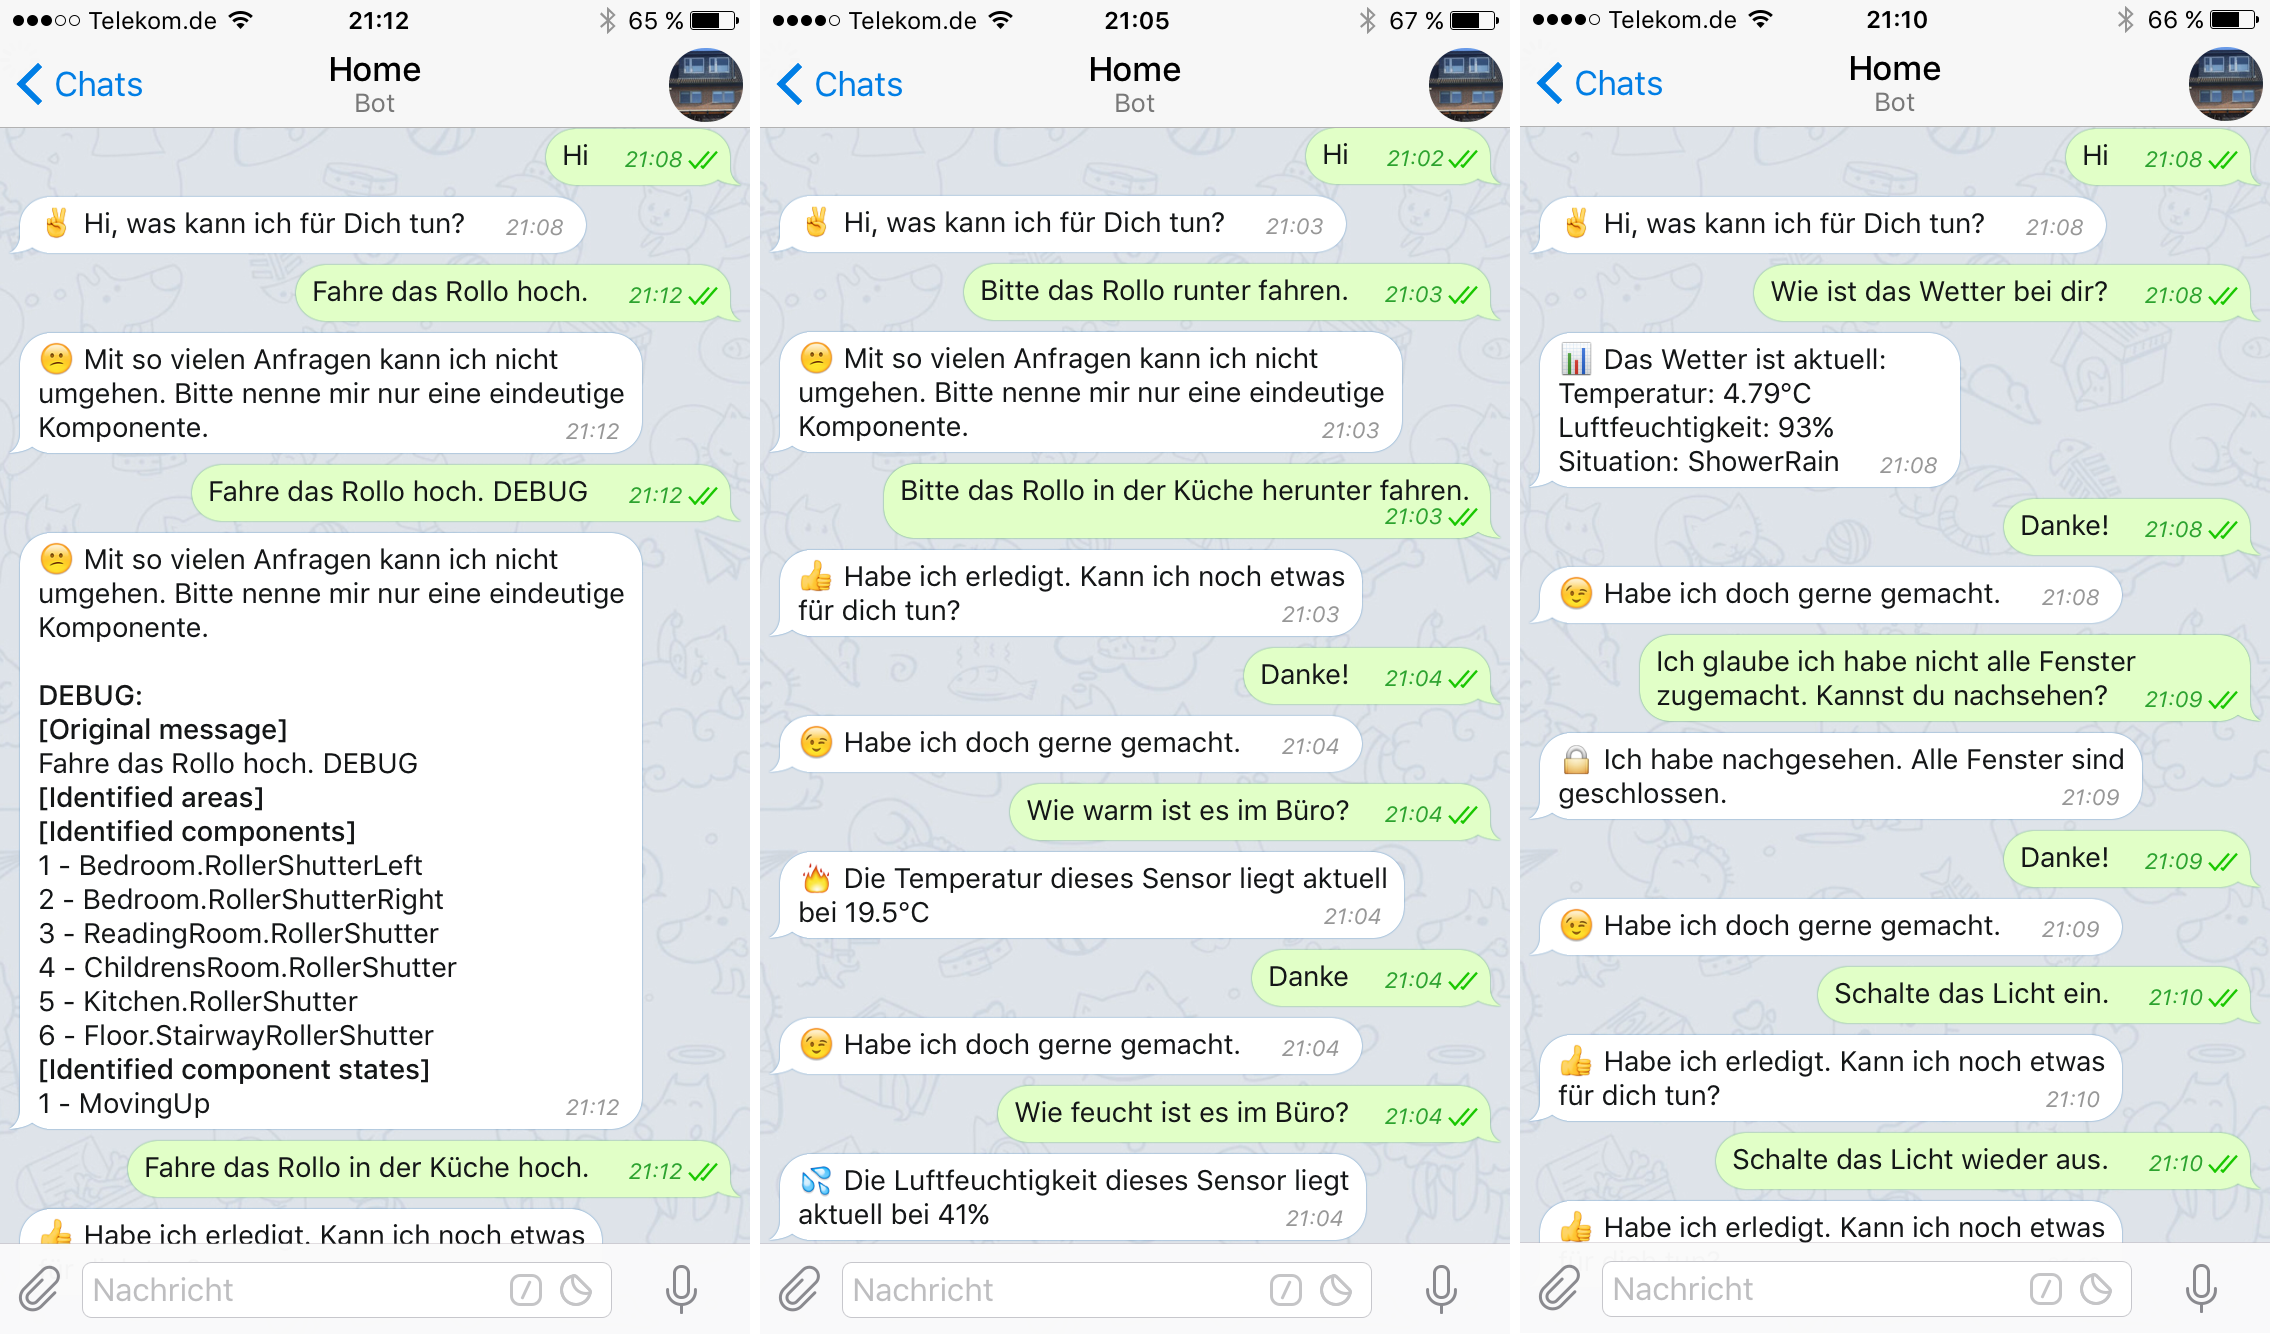 Telekom.de 21:12 65 %
Chats Home
Bot
Hi 21:08
✌️ Hi, was kann ich für Dich tun? 21:08
Fahre das Rollo hoch. 21:12
😕 Mit so vielen Anfragen kann ich nicht
umgehen. Bitte nenne mir nur eine eindeutige
Komponente. 21:12
Fahre das Rollo hoch. DEBUG 21:12
😕 Mit so vielen Anfragen kann ich nicht
umgehen. Bitte nenne mir nur eine eindeutige
Komponente.
DEBUG:
[Original message]
Fahre das Rollo hoch. DEBUG
[Identified areas]
[Identified components]
1 - Bedroom.RollerShutterLeft
2 - Bedroom.RollerShutterRight
3 - ReadingRoom.RollerShutter
4 - ChildrensRoom.RollerShutter
5 - Kitchen.RollerShutter
6 - Floor.StairwayRollerShutter
[Identified component states]
1 - MovingUp 21:12
Fahre das Rollo in der Küche hoch. 21:12
👍 Habe ich erledigt. Kann ich noch etwas
Nachricht
Telekom.de 21:05 67 %
Chats Home
Bot
Hi 21:02
✌️ Hi, was kann ich für Dich tun? 21:03
Bitte das Rollo runter fahren. 21:03
😕 Mit so vielen Anfragen kann ich nicht
umgehen. Bitte nenne mir nur eine eindeutige
Komponente. 21:03
Bitte das Rollo in der Küche herunter fahren.
21:03
👍 Habe ich erledigt. Kann ich noch etwas
für dich tun? 21:03
Danke! 21:04
😉 Habe ich doch gerne gemacht. 21:04
Wie warm ist es im Büro? 21:04
🔥 Die Temperatur dieses Sensor liegt aktuell
bei 19.5°C 21:04
Danke 21:04
😉 Habe ich doch gerne gemacht. 21:04
Wie feucht ist es im Büro? 21:04
💦 Die Luftfeuchtigkeit dieses Sensor liegt
aktuell bei 41% 21:04
Nachricht
Telekom.de 21:10 66 %
Chats Home
Bot
Hi 21:08
✌️ Hi, was kann ich für Dich tun? 21:08
Wie ist das Wetter bei dir? 21:08
📊 Das Wetter ist aktuell:
Temperatur: 4.79°C
Luftfeuchtigkeit: 93%
Situation: ShowerRain 21:08
Danke! 21:08
😉 Habe ich doch gerne gemacht. 21:08
Ich glaube ich habe nicht alle Fenster
zugemacht. Kannst du nachsehen? 21:09
🔒 Ich habe nachgesehen. Alle Fenster sind
geschlossen. 21:09
Danke! 21:09
😉 Habe ich doch gerne gemacht. 21:09
Schalte das Licht ein. 21:10
👍 Habe ich erledigt. Kann ich noch etwas
für dich tun? 21:10
Schalte das Licht wieder aus. 21:10
👍 Habe ich erledigt. Kann ich noch etwas
für dich tun?
Nachricht